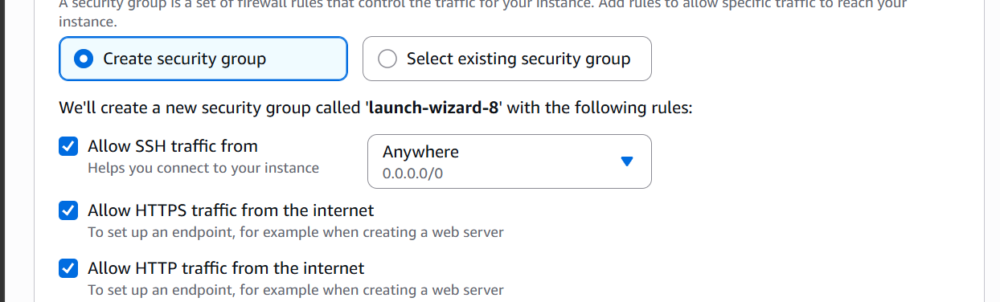 A security group is a set of firewall rules that control the traffic for your instance. Add rules to allow specific traffic to reach your
instance.
Create security group
Select existing security group
We'll create a new security group called 'launch-wizard-8' with the following rules:
Allow SSH traffic from
Helps you connect to your instance
Anywhere
0.0.0.0/0
Allow HTTPS traffic from the internet
To set up an endpoint, for example when creating a web server
Allow HTTP traffic from the internet
To set up an endpoint, for example when creating a web server